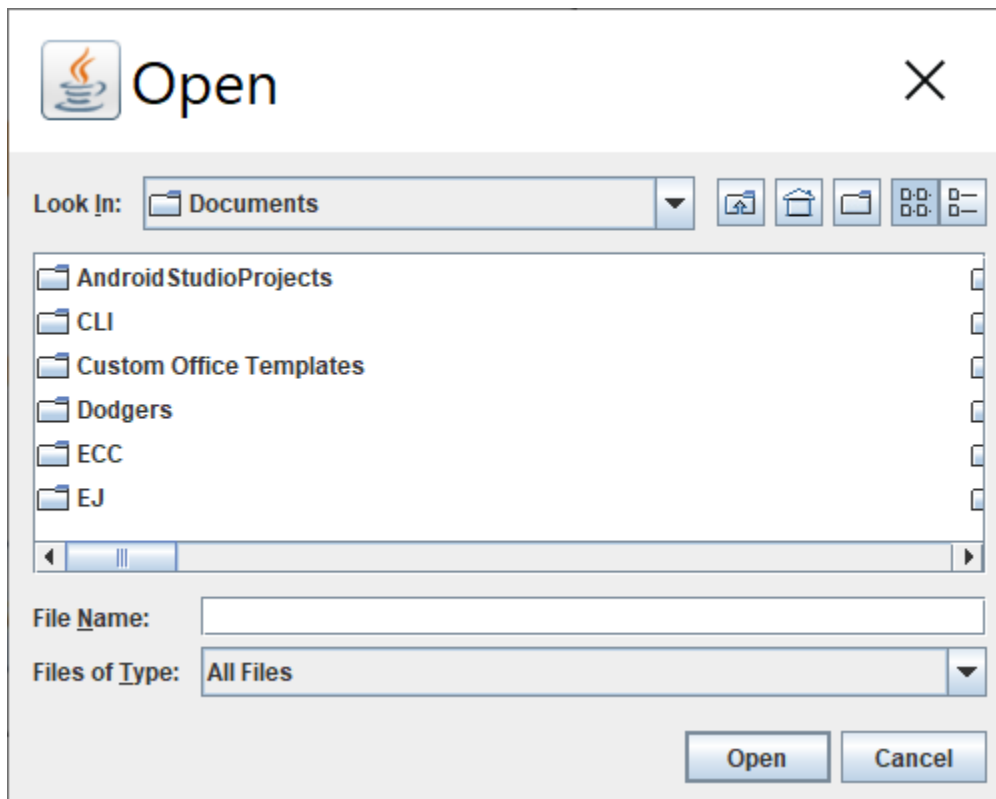 Open
Look In: Documents
AndroidStudioProjects
CLI
Custom Office Templates
Dodgers
ECC
EJ
File Name:
Files of Type: All Files
Open Cancel